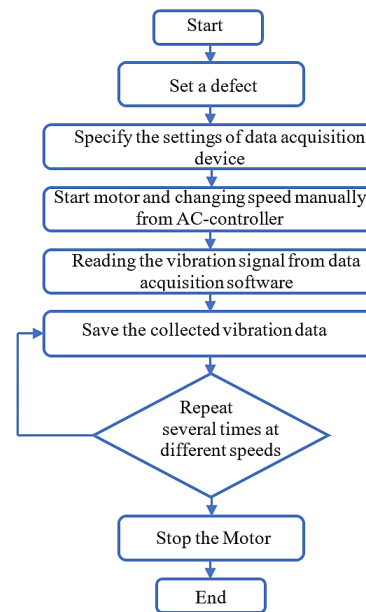 Start
Set a defect
Specify the settings of data acquisition
device
Start motor and changing speed manually
from AC-controller
Reading the vibration signal from data
acquisition software
Save the collected vibration data
Repeat
several times at
different speeds
Stop the Motor
End